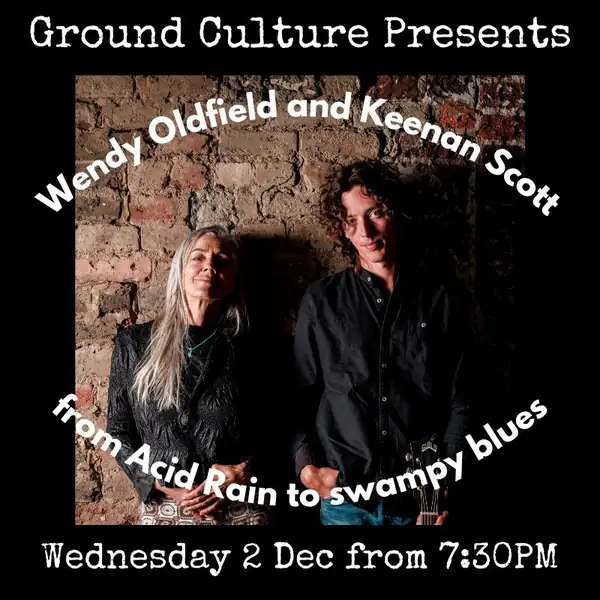 Ground Culture Presents
Wendy Oldfield and Keenan Scott
from Acid Rain to swampy blues
Wednesday 2 Dec from 7:30PM